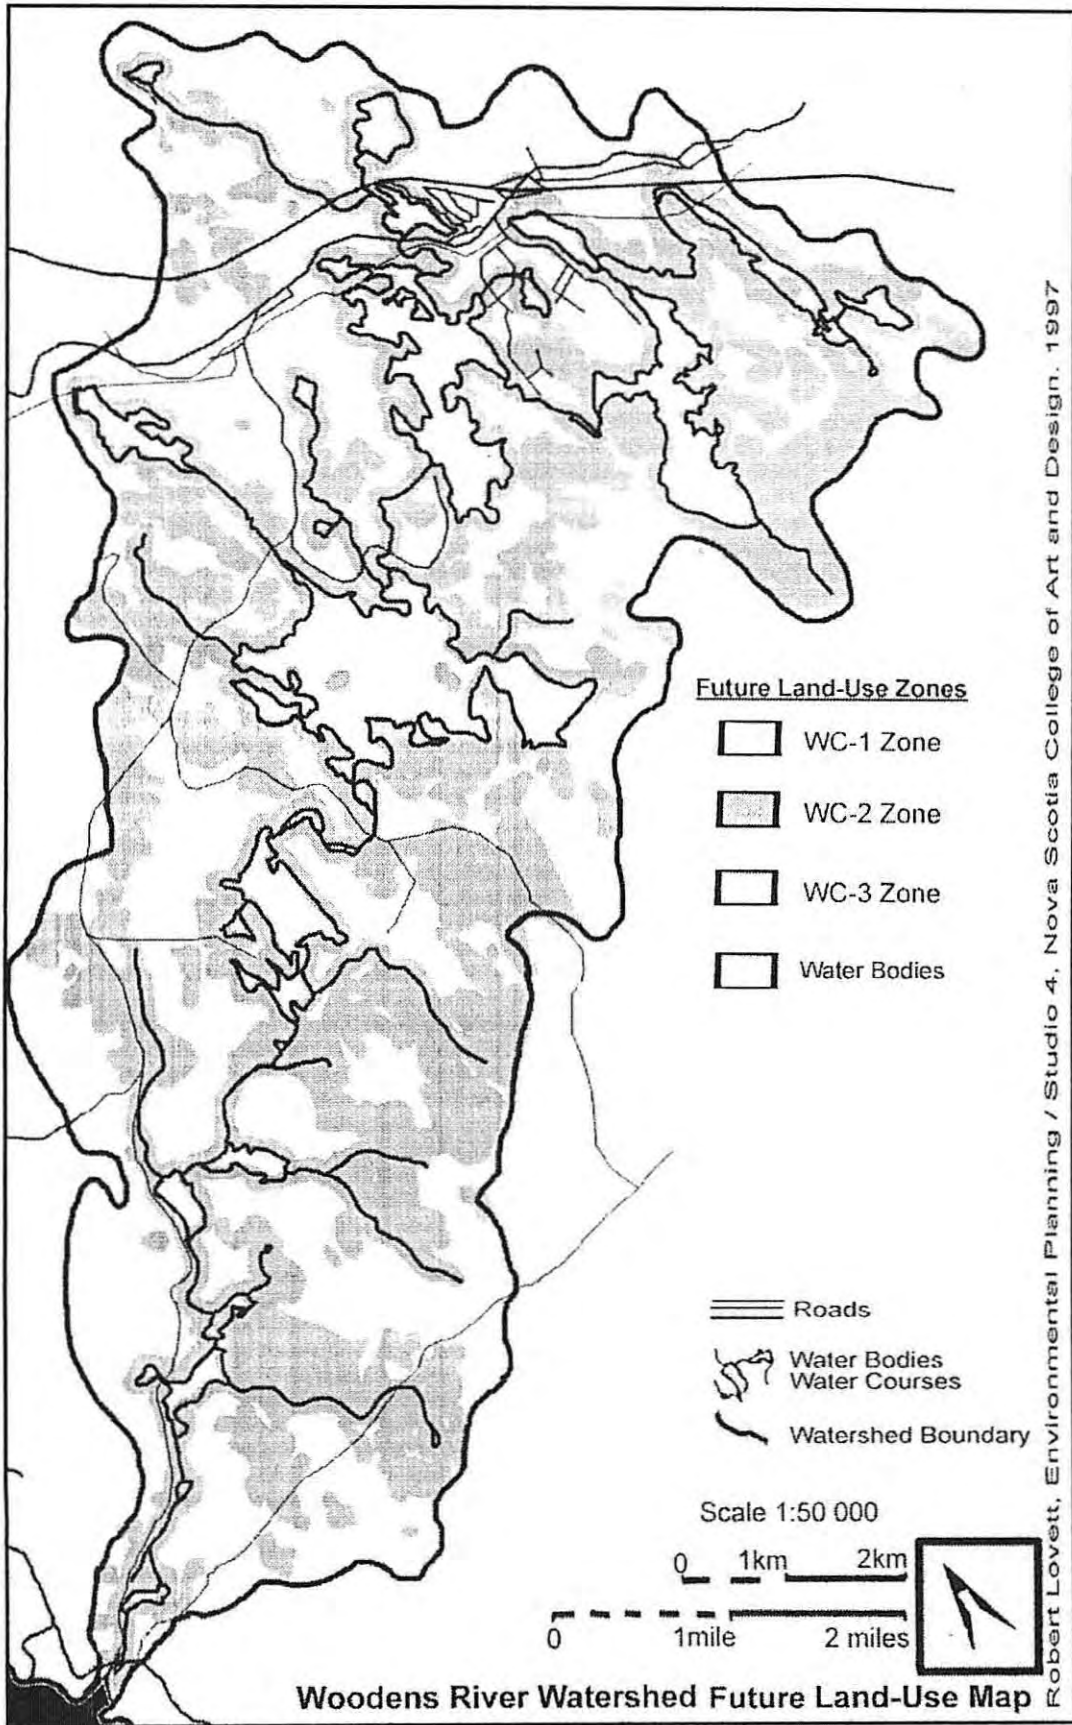 Future Land-Use Zones
WC-1 Zone
WC-2 Zone
WC-3 Zone
Water Bodies
Roads
Water Bodies
Water Courses
Watershed Boundary
Scale 1:50 000
0 1km 2km
0 1mile 2 miles
Woodens River Watershed Future Land-Use Map
Robert Lovett, Environmental Planning / Studio 4, Nova Scotia College of Art and Design. 1997